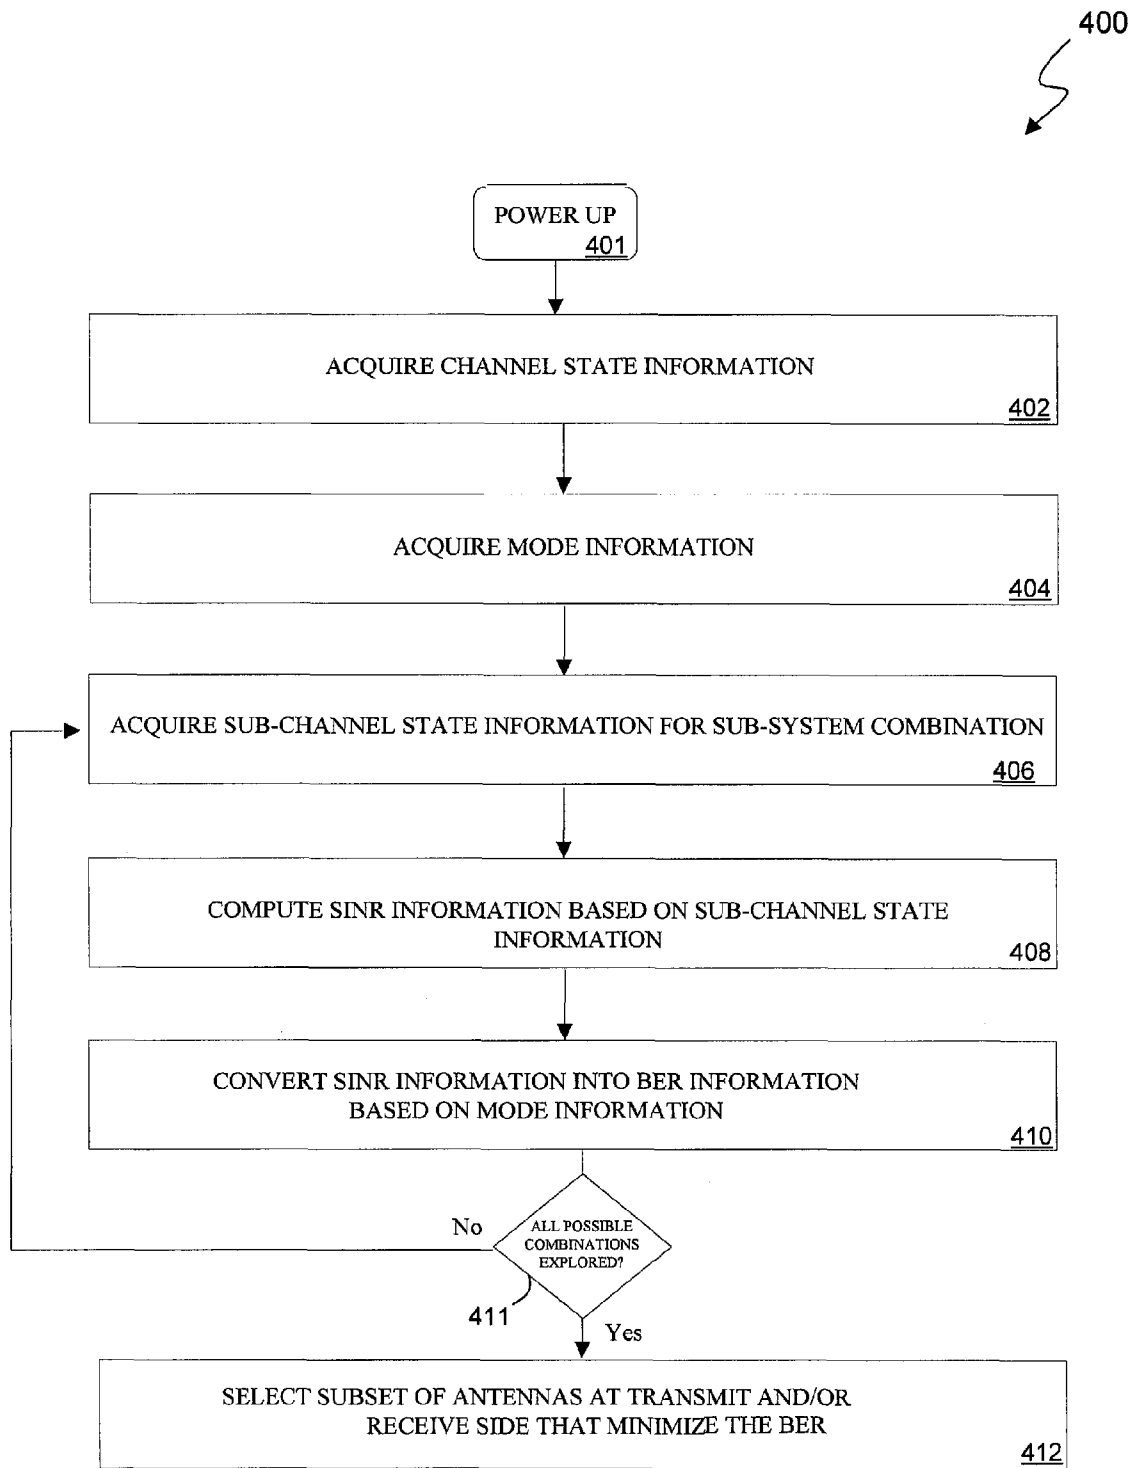 400
POWER UP
401
ACQUIRE CHANNEL STATE INFORMATION
402
ACQUIRE MODE INFORMATION
404
ACQUIRE SUB-CHANNEL STATE INFORMATION FOR SUB-SYSTEM COMBINATION
406
COMPUTE SINR INFORMATION BASED ON SUB-CHANNEL STATE
INFORMATION
408
CONVERT SINR INFORMATION INTO BER INFORMATION
BASED ON MODE INFORMATION
410
No
ALL POSSIBLE
COMBINATIONS
EXPLORED?
411
Yes
SELECT SUBSET OF ANTENNAS AT TRANSMIT AND/OR
RECEIVE SIDE THAT MINIMIZE THE BER
412